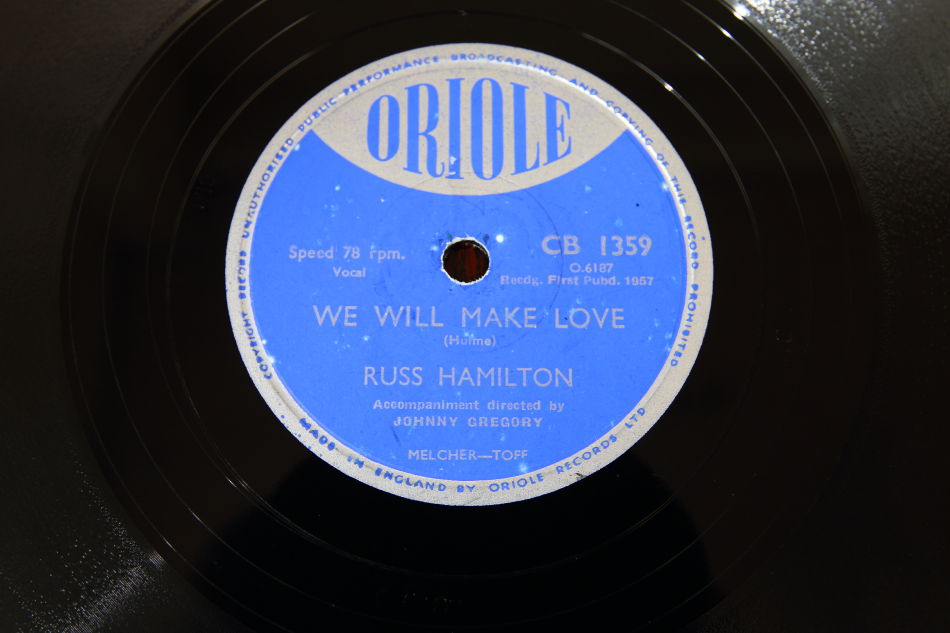 COPYRIGHT RECORD UNAUTHORISED PUBLIC PERFORMANCE BROADCASTING AND COPYING OF THIS RECORD PROHIBITED
ORIOLE
Speed 78 rpm.
Vocal
CB 1359
O.6187
Recdg. First Pubd. 1957
WE WILL MAKE LOVE
(Hulme)
RUSS HAMILTON
Accompaniment directed by
JOHNNY GREGORY
MELCHER—TOFF
MADE IN ENGLAND BY ORIOLE RECORDS LTD